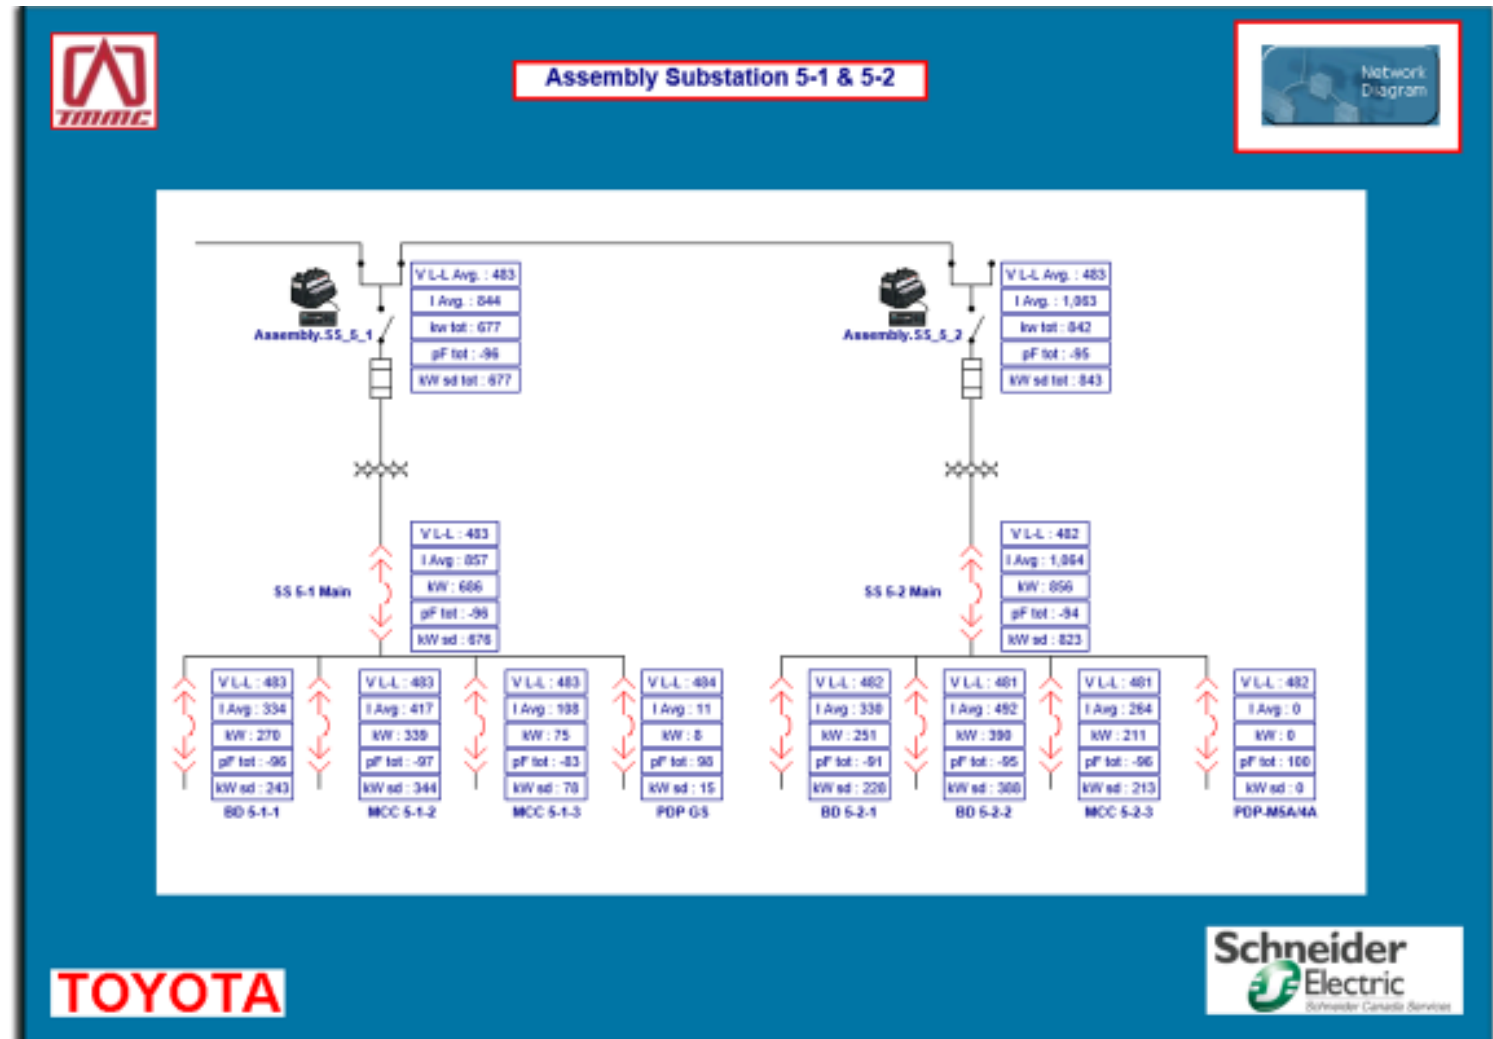 TMMC
Assembly Substation 5-1 & 5-2
Network
Diagram
V L-L Avg. : 483
I Avg. : 844
kw tot : 677
pF tot : -96
kW sd tot : 677
Assembly.SS_5_1
V L-L Avg. : 483
I Avg. : 1,063
kw tot : 842
pF tot : -95
kW sd tot : 843
Assembly.SS_5_2
V L-L : 483
I Avg : 857
kW : 686
pF tot : -96
kW sd : 676
SS 5-1 Main
V L-L : 482
I Avg : 1,064
kW : 856
pF tot : -94
kW sd : 823
SS 5-2 Main
V L-L : 483
I Avg : 334
kW : 270
pF tot : -96
kW sd : 243
BD 5-1-1
V L-L : 483
I Avg : 417
kW : 339
pF tot : -97
kW sd : 344
MCC 5-1-2
V L-L : 483
I Avg : 108
kW : 75
pF tot : -83
kW sd : 78
MCC 5-1-3
V L-L : 484
I Avg : 11
kW : 8
pF tot : 98
kW sd : 15
PDP GS
V L-L : 482
I Avg : 330
kW : 251
pF tot : -91
kW sd : 228
BD 5-2-1
V L-L : 481
I Avg : 492
kW : 390
pF tot : -95
kW sd : 388
BD 5-2-2
V L-L : 481
I Avg : 264
kW : 211
pF tot : -96
kW sd : 213
MCC 5-2-3
V L-L : 482
I Avg : 0
kW : 0
pF tot : 100
kW sd : 0
PDP-M5A/4A
TOYOTA
Schneider
Electric
Schneider Canada Services